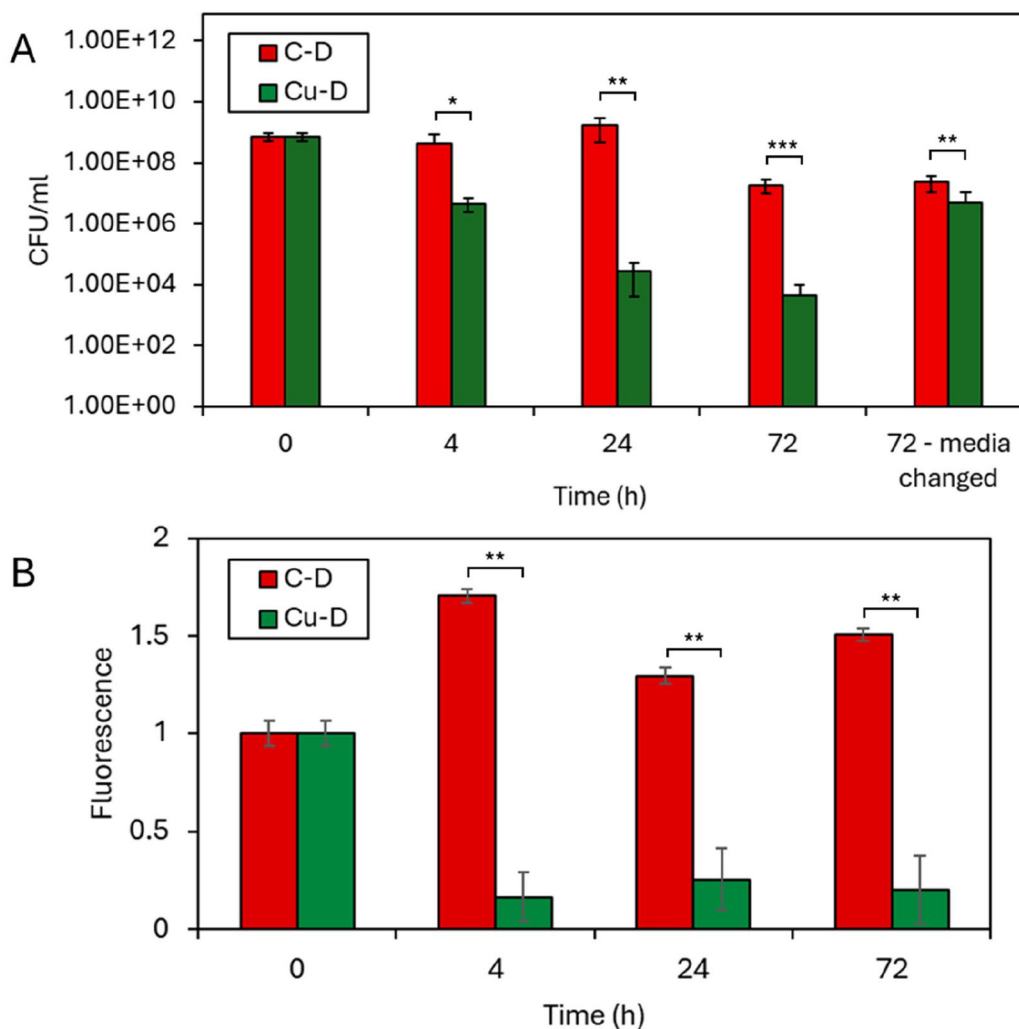 A
1.00E+12
1.00E+10
1.00E+08
1.00E+06
1.00E+04
1.00E+02
1.00E+00
CFU/ml
C-D
Cu-D
*
**
***
**
0
4
24
72
72 - media
changed
Time (h)
B
2
1.5
1
0.5
0
Fluorescence
C-D
Cu-D
**
**
**
0
4
24
72
Time (h)